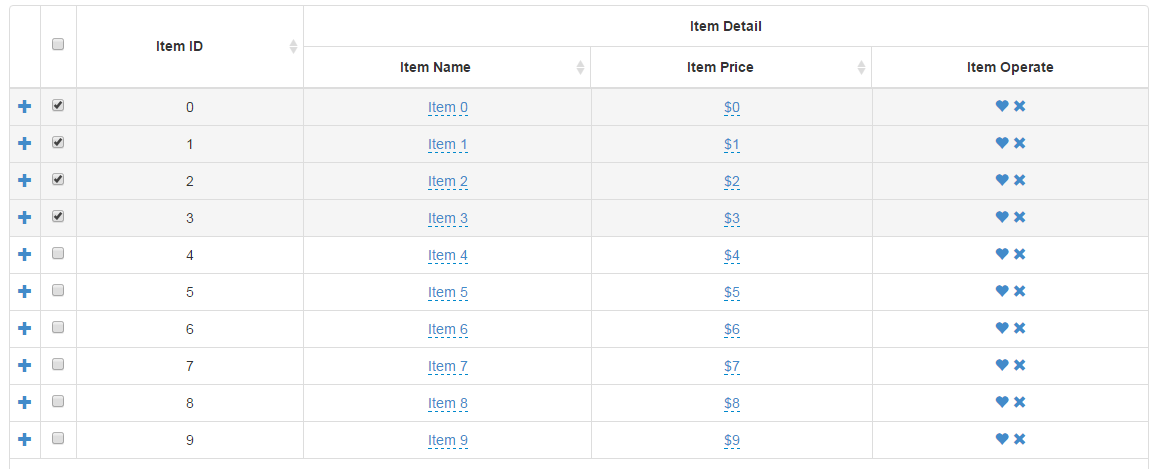 Item Detail
Item ID
Item Name Item Price Item Operate
0 Item 0 $0
1 Item 1 $1
2 Item 2 $2
3 Item 3 $3
4 Item 4 $4
5 Item 5 $5
6 Item 6 $6
7 Item 7 $7
8 Item 8 $8
9 Item 9 $9